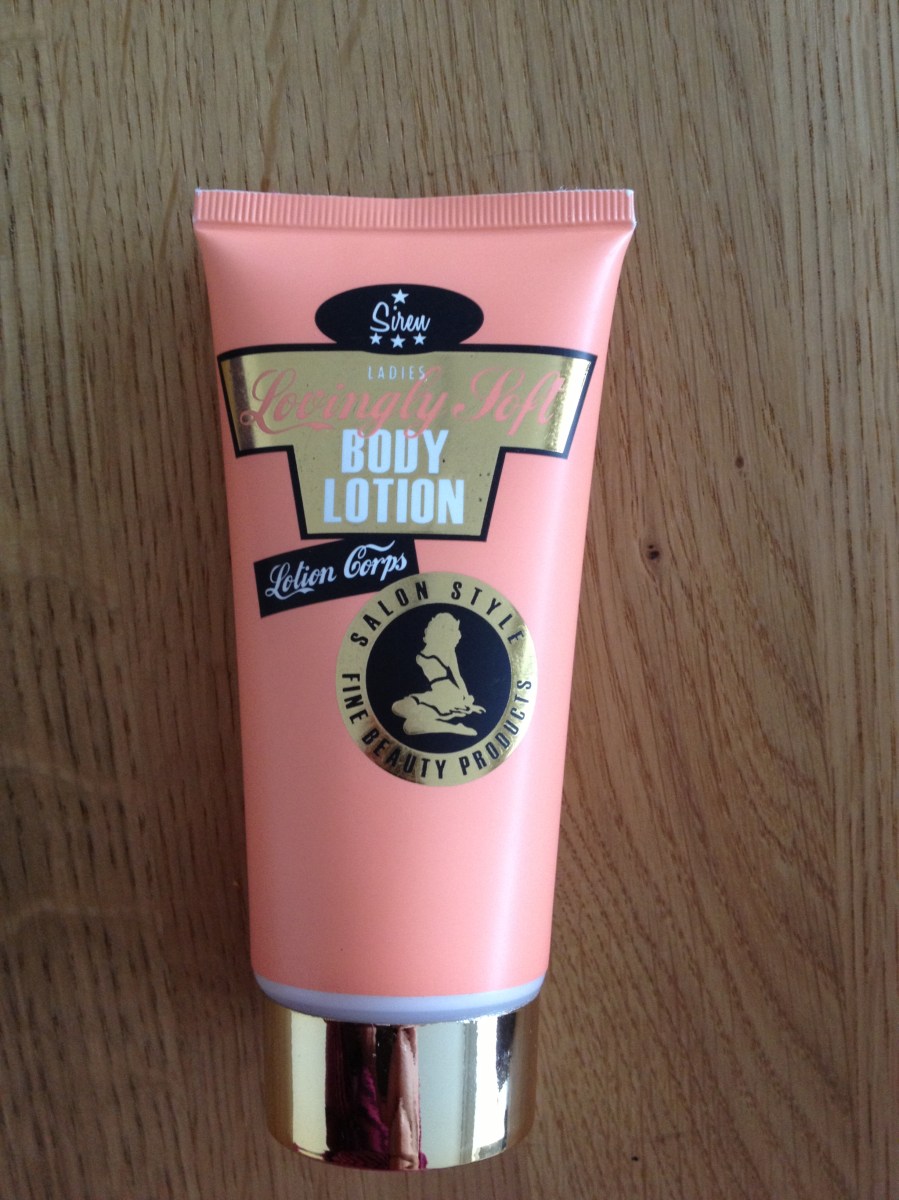 Siren
LADIES
Lovingly Soft
BODY
LOTION
Lotion Corps
SALON STYLE
FINE BEAUTY PRODUCTS